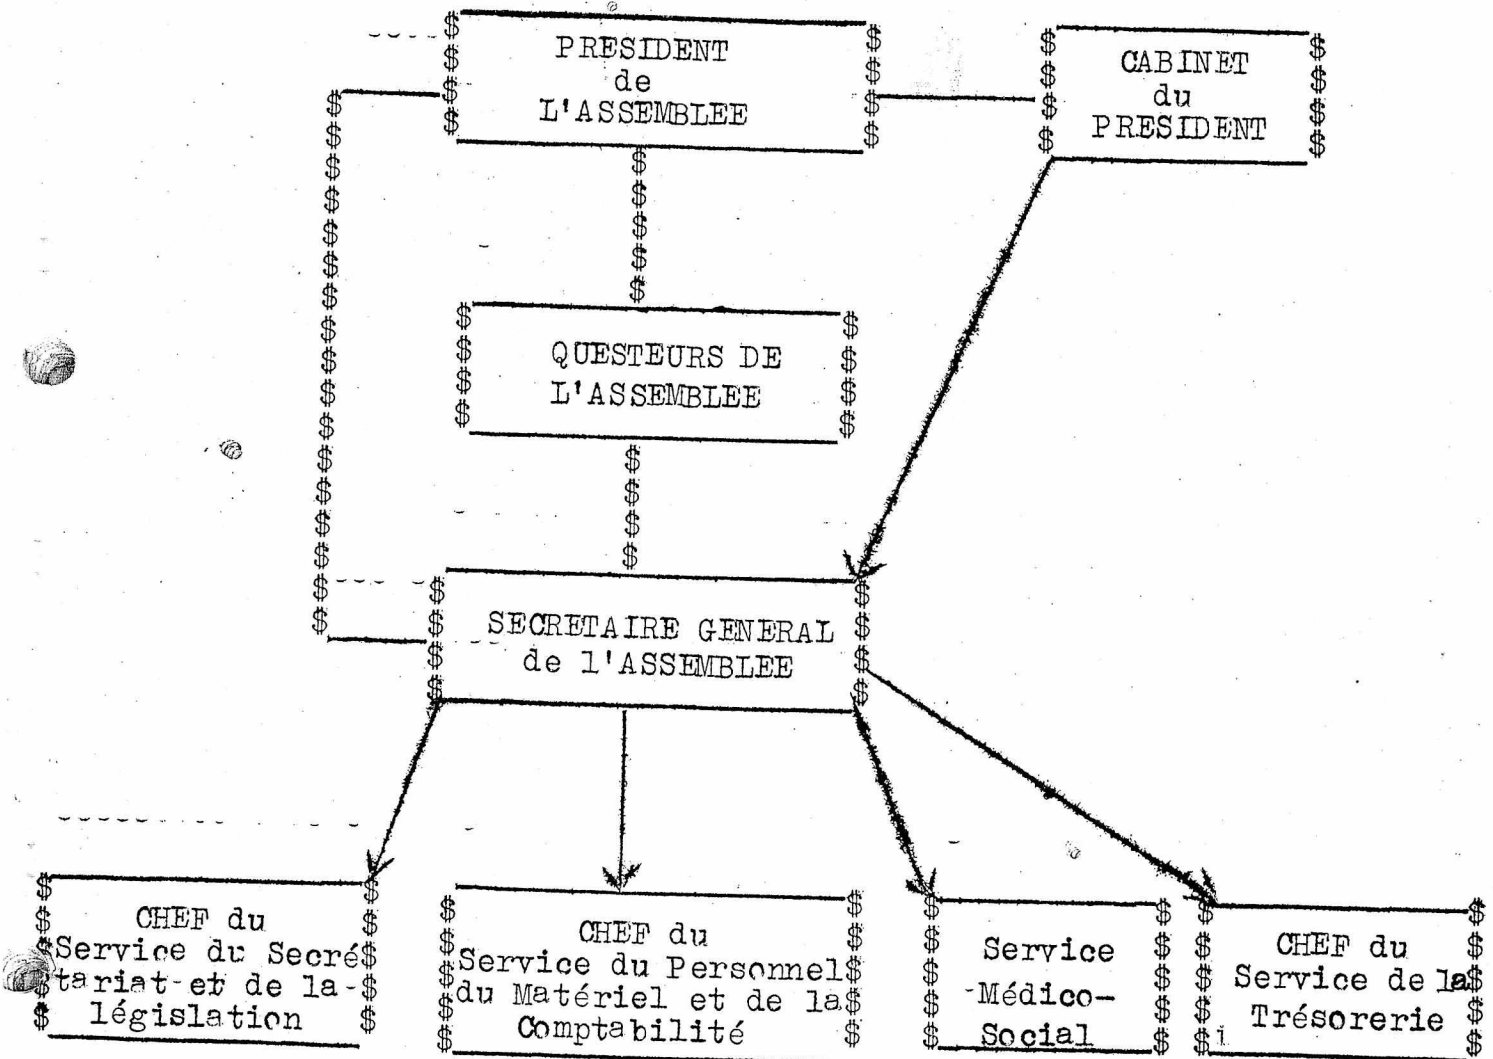 PRESIDENT
de
L'ASSEMBLEE
CABINET
du
PRESIDENT
QUESTEURS DE
L'ASSEMBLEE
SECRETAIRE GENERAL
de l'ASSEMBLEE
CHEF du
Service du Secré
tariat et de la
législation
CHEF du
Service du Personnel
du Matériel et de la
Comptabilité
Service
Médico-
Social
CHEF du
Service de la
Trésorerie